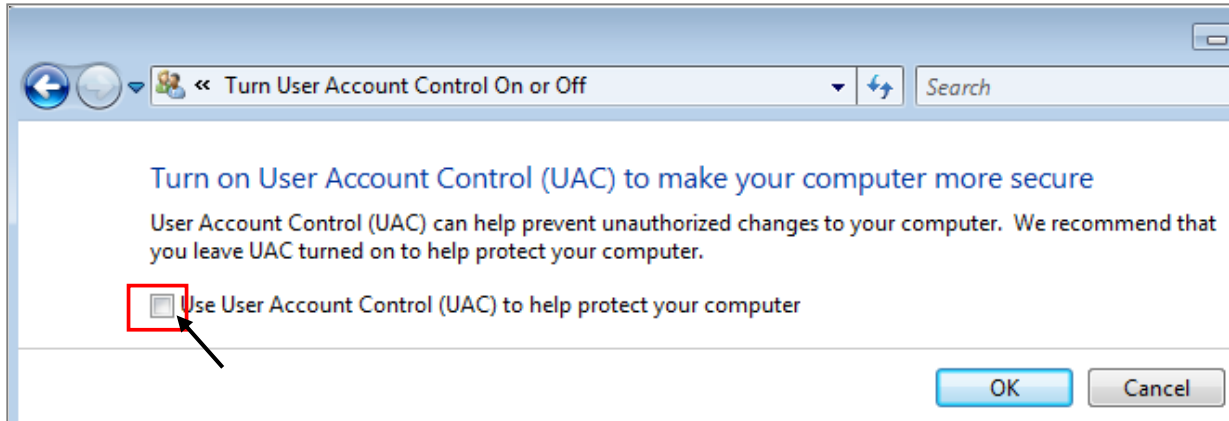 « Turn User Account Control On or Off
Search
Turn on User Account Control (UAC) to make your computer more secure
User Account Control (UAC) can help prevent unauthorized changes to your computer. We recommend that
you leave UAC turned on to help protect your computer.
Use User Account Control (UAC) to help protect your computer
OK Cancel